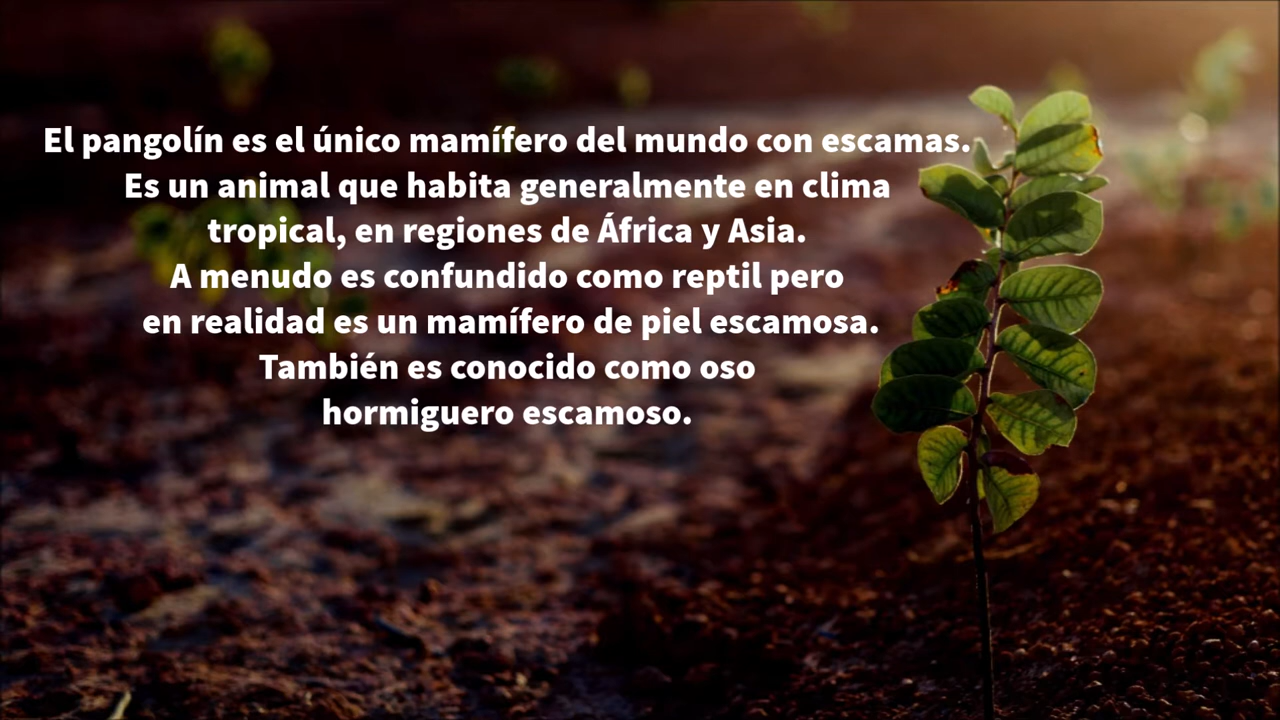 El pangolín es el único mamífero del mundo con escamas.
Es un animal que habita generalmente en clima
tropical, en regiones de África y Asia.
A menudo es confundido como reptil pero
en realidad es un mamífero de piel escamosa.
También es conocido como oso
hormiguero escamoso.